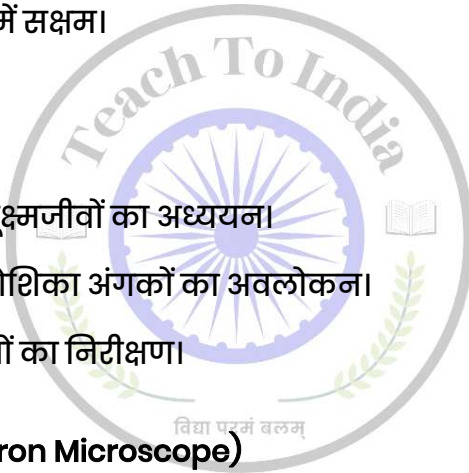 में सक्षम।
Teach To India
क्ष्मजीवों का अध्ययन।
शिका अंगकों का अवलोकन।
का निरीक्षण।
विद्या परमं बलम्
ron Microscope)